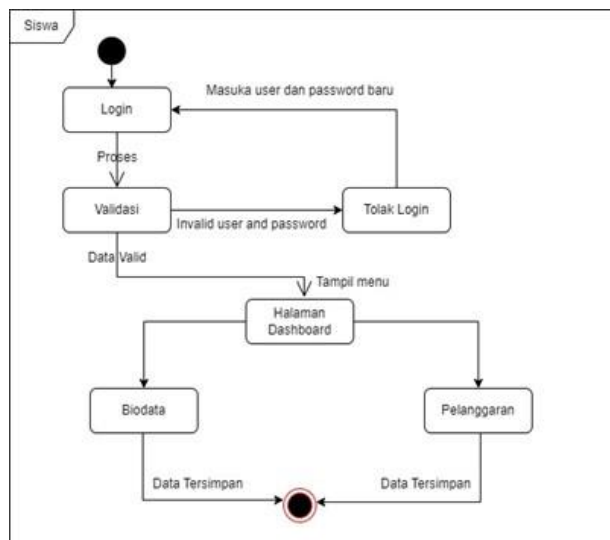 Siswa
Masuka user dan password baru
Login
Proses
Validasi
Tolak Login
Invalid user and password
Data Valid
Tampil menu
Halaman
Dashboard
Biodata
Pelanggaran
Data Tersimpan
Data Tersimpan